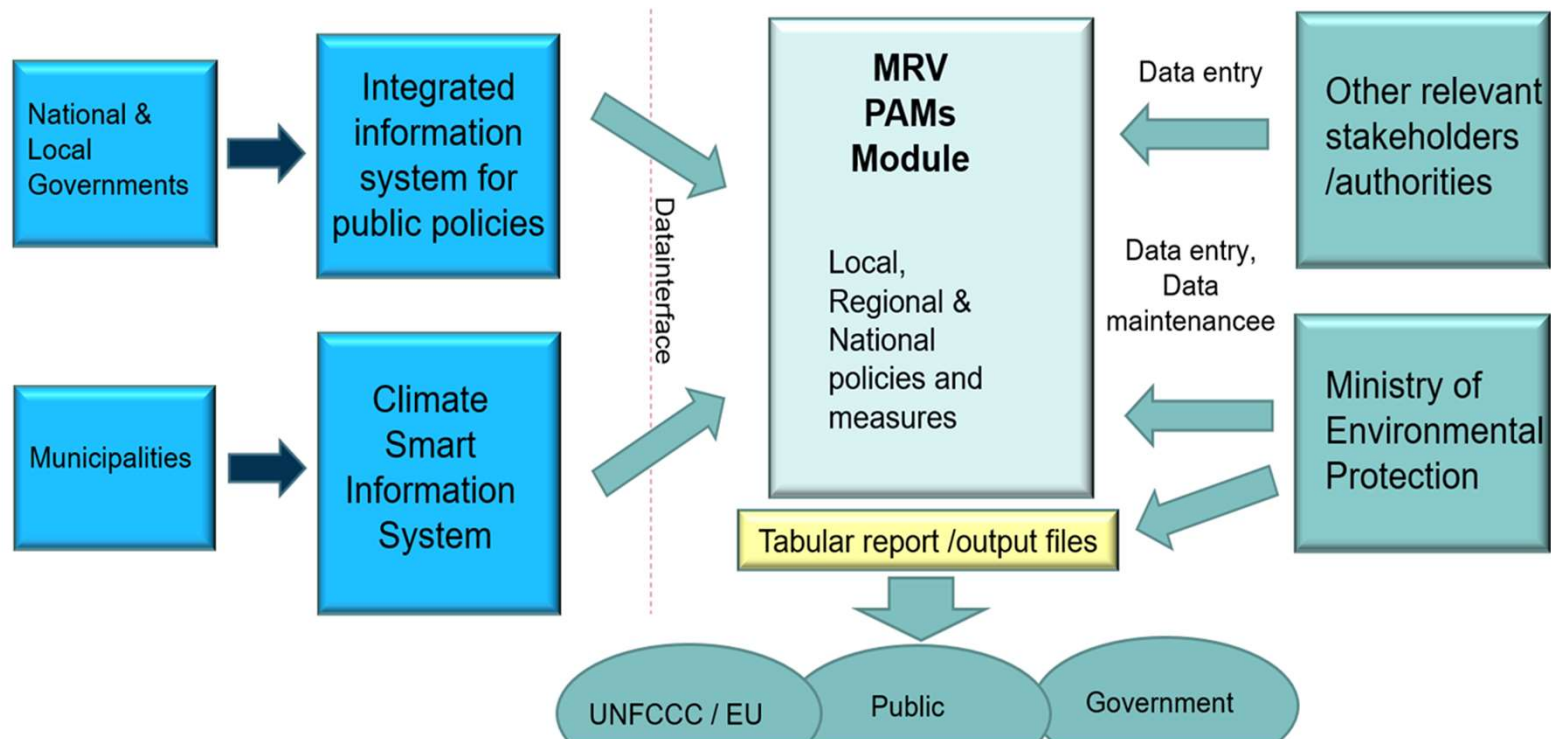 National &
Local
Governments
Integrated
information
system for
public policies
Municipalities
Climate
Smart
Information
System
Datainterface
MRV
PAMs
Module
Local,
Regional &
National
policies and
measures
Data entry
Data entry,
Data
maintenancee
Other relevant
stakeholders
/authorities
Ministry of
Environmental
Protection
Tabular report /output files
UNFCCC / EU
Public
Government